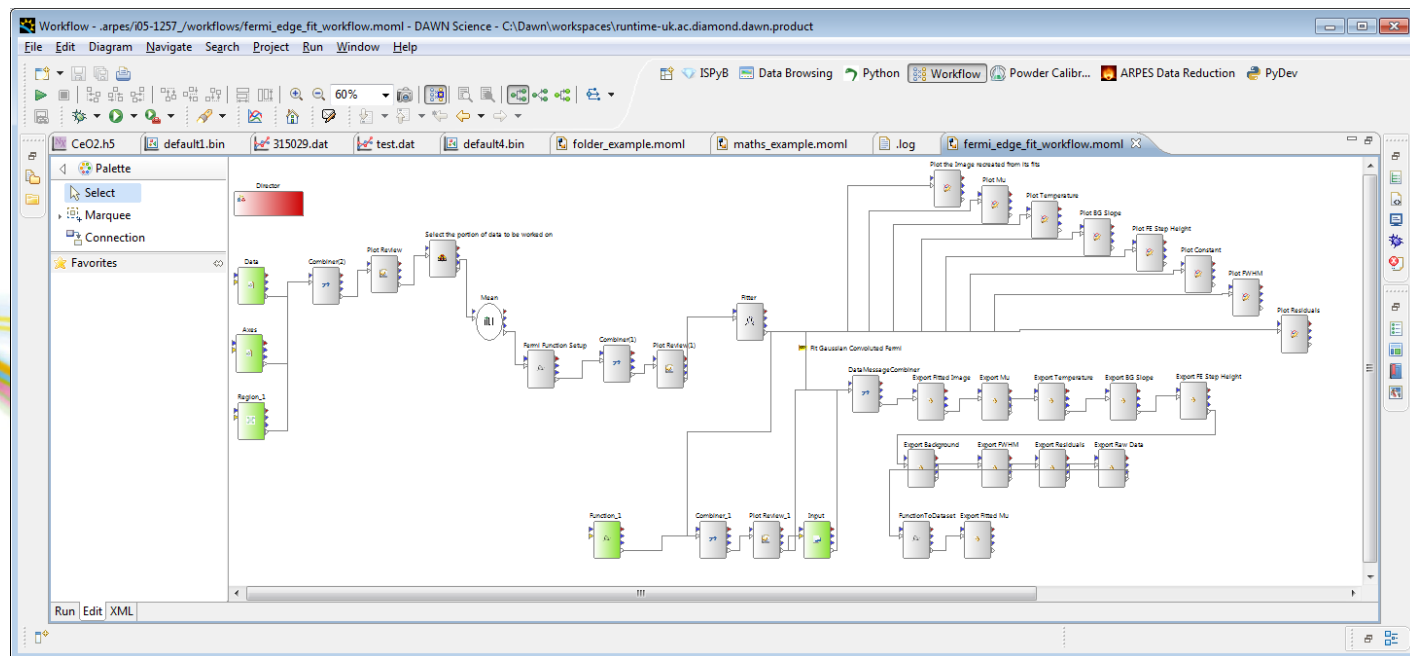 Workflow - .arpes/i05-1257_/workflows/fermi_edge_fit_workflow.moml - DAWN Science - C:\Dawn\workspaces\runtime-uk.ac.diamond.dawn.product
File Edit Diagram Navigate Search Project Run Window Help
ISPyB Data Browsing Python Workflow Powder Calibr... ARPES Data Reduction PyDev
60%
CeO2.h5 default1.bin 315029.dat test.dat default4.bin folder_example.moml maths_example.moml .log fermi_edge_fit_workflow.moml
Palette
Select
Marquee
Connection
Favorites
Director
Data
Axes
Region_1
Combiner(2)
Plot Review
Select the portion of data to be worked on
Mean
Fermi Function Setup
Combiner(1)
Plot Review(1)
Fitter
Plot the Image recreated from its fits
Plot Mu
Plot Temperature
Plot BG Slope
Plot FE Step Height
Plot Constant
Plot FWHM
Plot Residuals
Fit Gaussian Convoluted Fermi
DataMessageCombiner
Export Fitted Image
Export Mu
Export Temperature
Export BG Slope
Export FE Step Height
Export Background
Export FWHM
Export Residuals
Export Raw Data
Function_1
Combiner_1
Plot Review_1
Input
FunctionToDataset
Export Fitted Mu
Run Edit XML